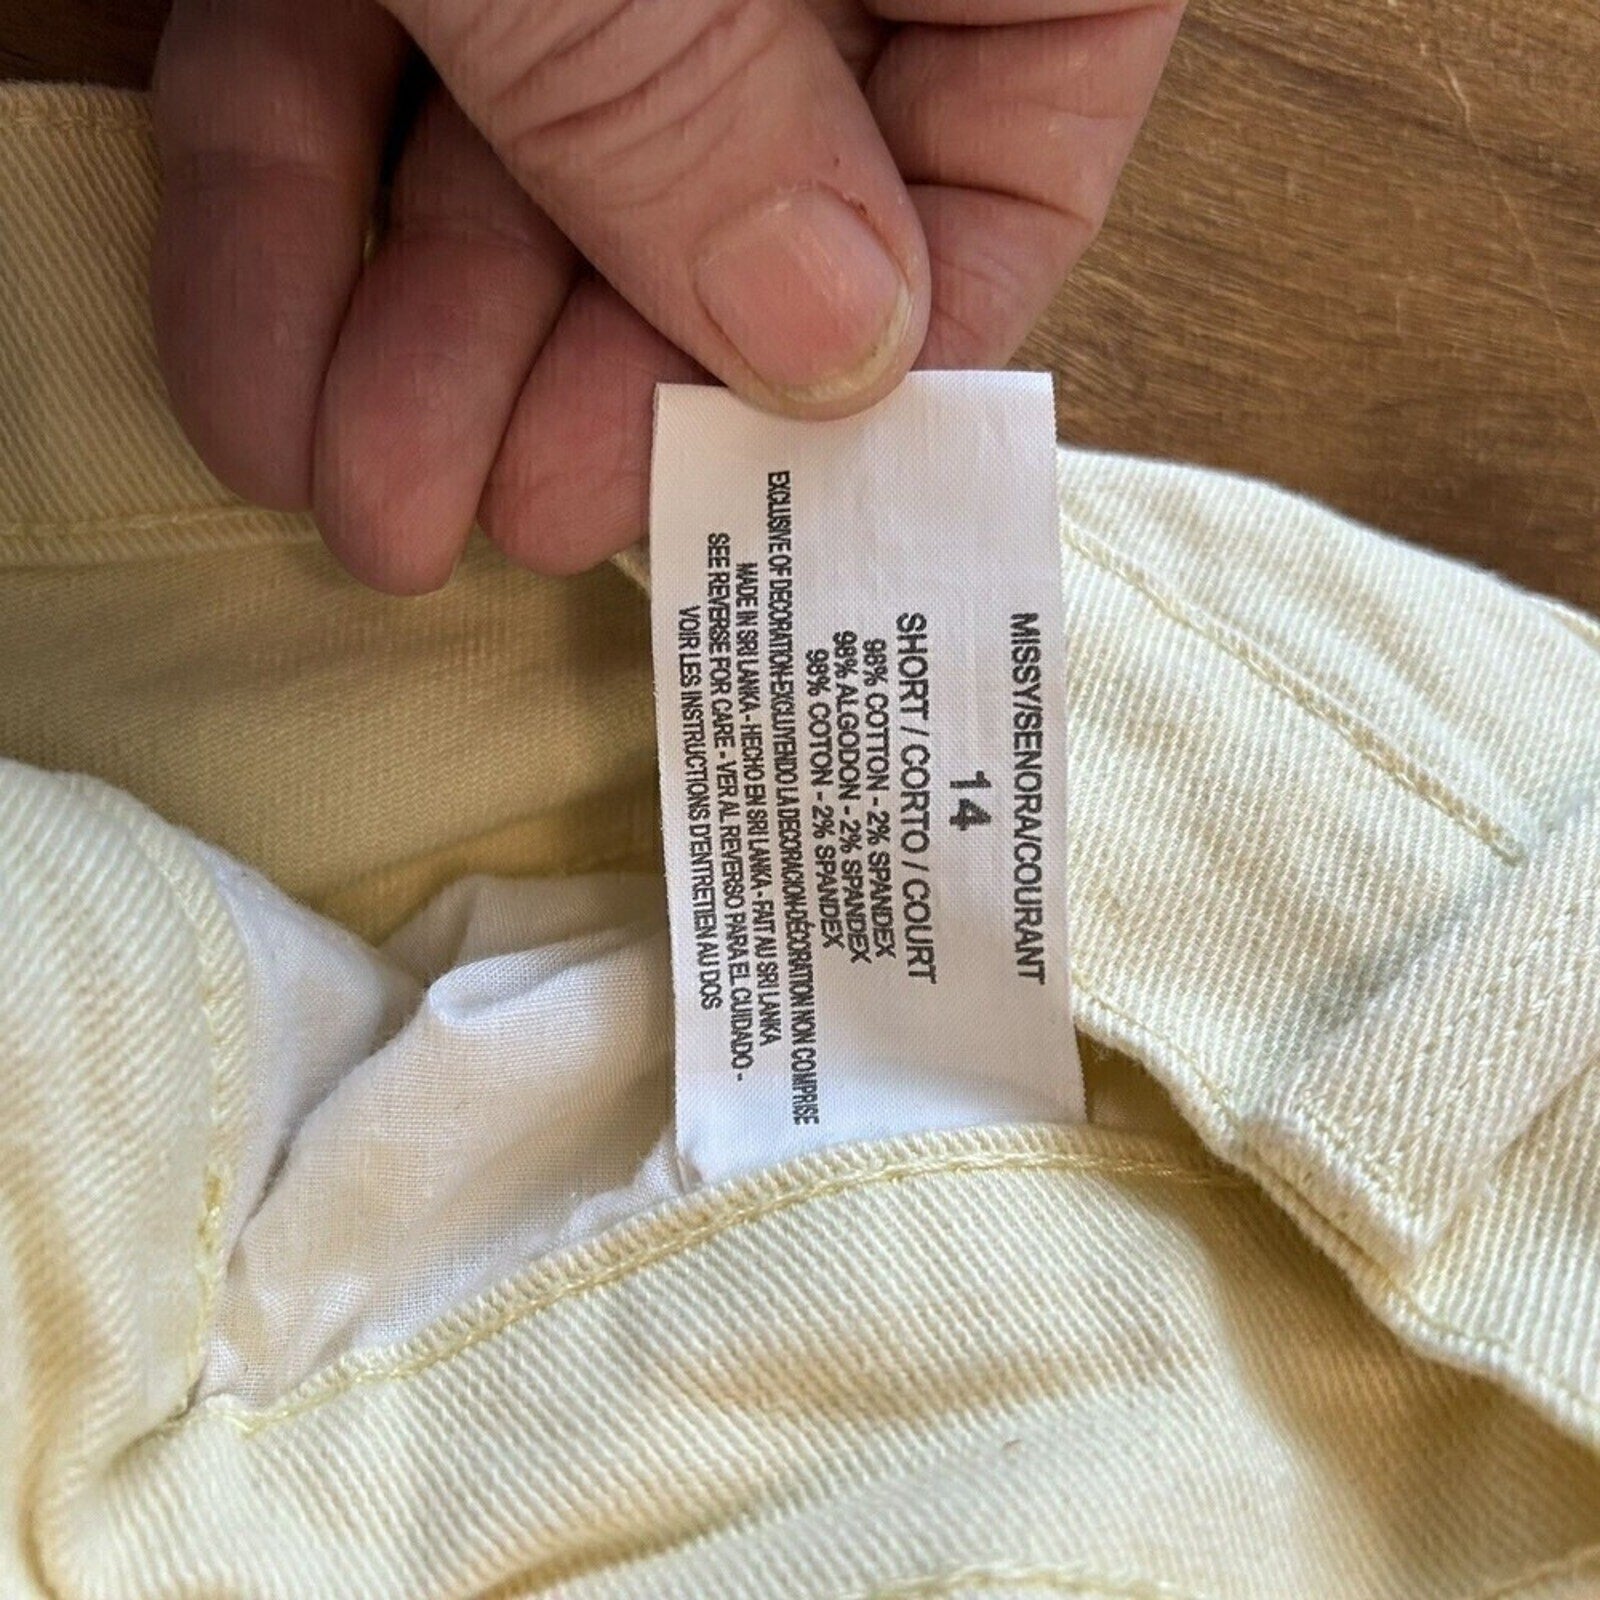 MISSY/SENORA/COURANT
14
SHORT / CORTO / COURT
98% COTTON - 2% SPANDEX
98% ALGODON - 2% SPANDEX
98% COTON - 2% SPANDEX
EXCLUSIVE OF DECORATION-EXCLUYENDO LA DECORACION-DÉCORATION NON COMPRISE
MADE IN SRI LANKA - HECHO EN SRI LANKA - FAIT AU SRI LANKA
SEE REVERSE FOR CARE - VER AL REVERSO PARA EL CUIDADO -
VOIR LES INSTRUCTIONS D'ENTRETIEN AU DOS